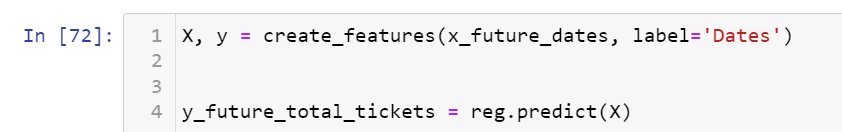 In [72]:
1 X, y = create_features(x_future_dates, label='Dates')
2
3
4 y_future_total_tickets = reg.predict(X)